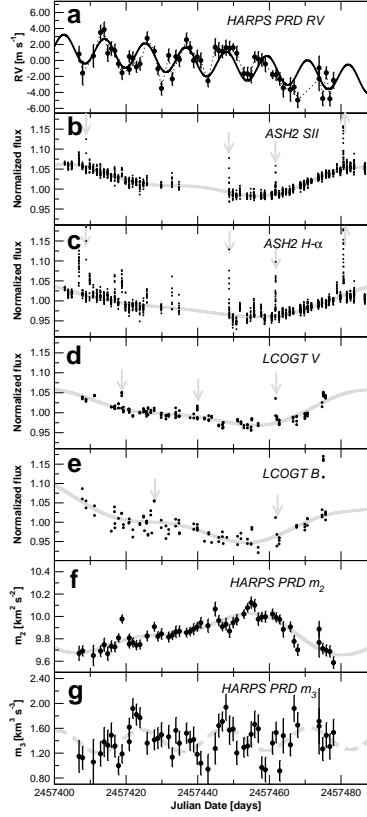 a HARPS PRD RV
RV [m s⁻¹]
6.00
4.00
2.00
0.00
-2.00
-4.00
-6.00
b ASH2 SII
Normalized flux
1.15
1.10
1.05
1.00
0.95
c ASH2 H-α
Normalized flux
1.15
1.10
1.05
1.00
0.95
d LCOGT V
Normalized flux
1.15
1.10
1.05
1.00
0.95
e LCOGT B
Normalized flux
1.15
1.10
1.05
1.00
0.95
f HARPS PRD m₂
m₂ [km² s⁻²]
10.4
10.2
10.0
9.8
9.6
g HARPS PRD m₃
m₃ [km³ s⁻³]
2.00
1.60
1.20
0.80
2457400 2457420 2457440 2457460 2457480
Julian Date [days]